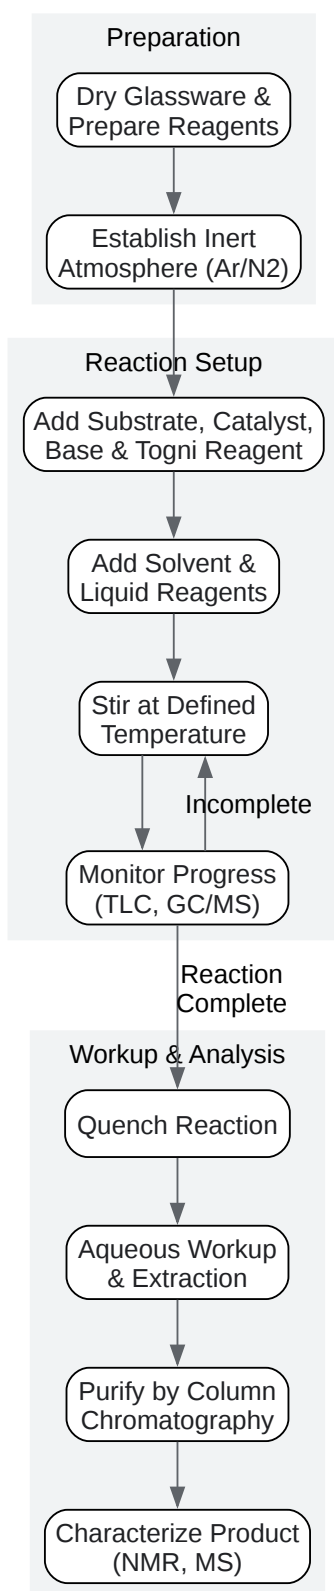 Preparation
Dry Glassware &
Prepare Reagents
Establish Inert
Atmosphere (Ar/N2)
Reaction Setup
Add Substrate, Catalyst,
Base & Togni Reagent
Add Solvent &
Liquid Reagents
Stir at Defined
Temperature
Incomplete
Monitor Progress
(TLC, GC/MS)
Reaction
Complete
Workup & Analysis
Quench Reaction
Aqueous Workup
& Extraction
Purify by Column
Chromatography
Characterize Product
(NMR, MS)